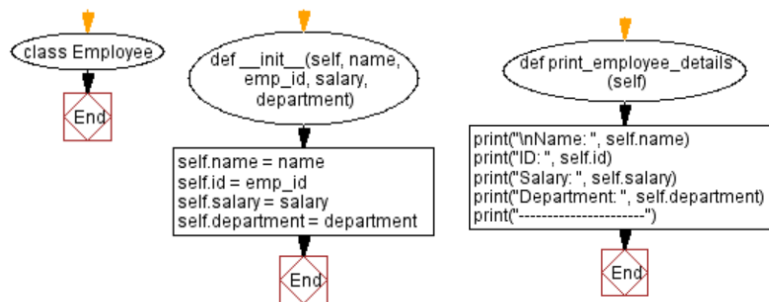 class Employee
End
def __init__(self, name,
emp_id, salary,
department)
self.name = name
self.id = emp_id
self.salary = salary
self.department = department
End
def print_employee_details
(self)
print("\nName: ", self.name)
print("ID: ", self.id)
print("Salary: ", self.salary)
print("Department: ", self.department)
print("----------------------")
End